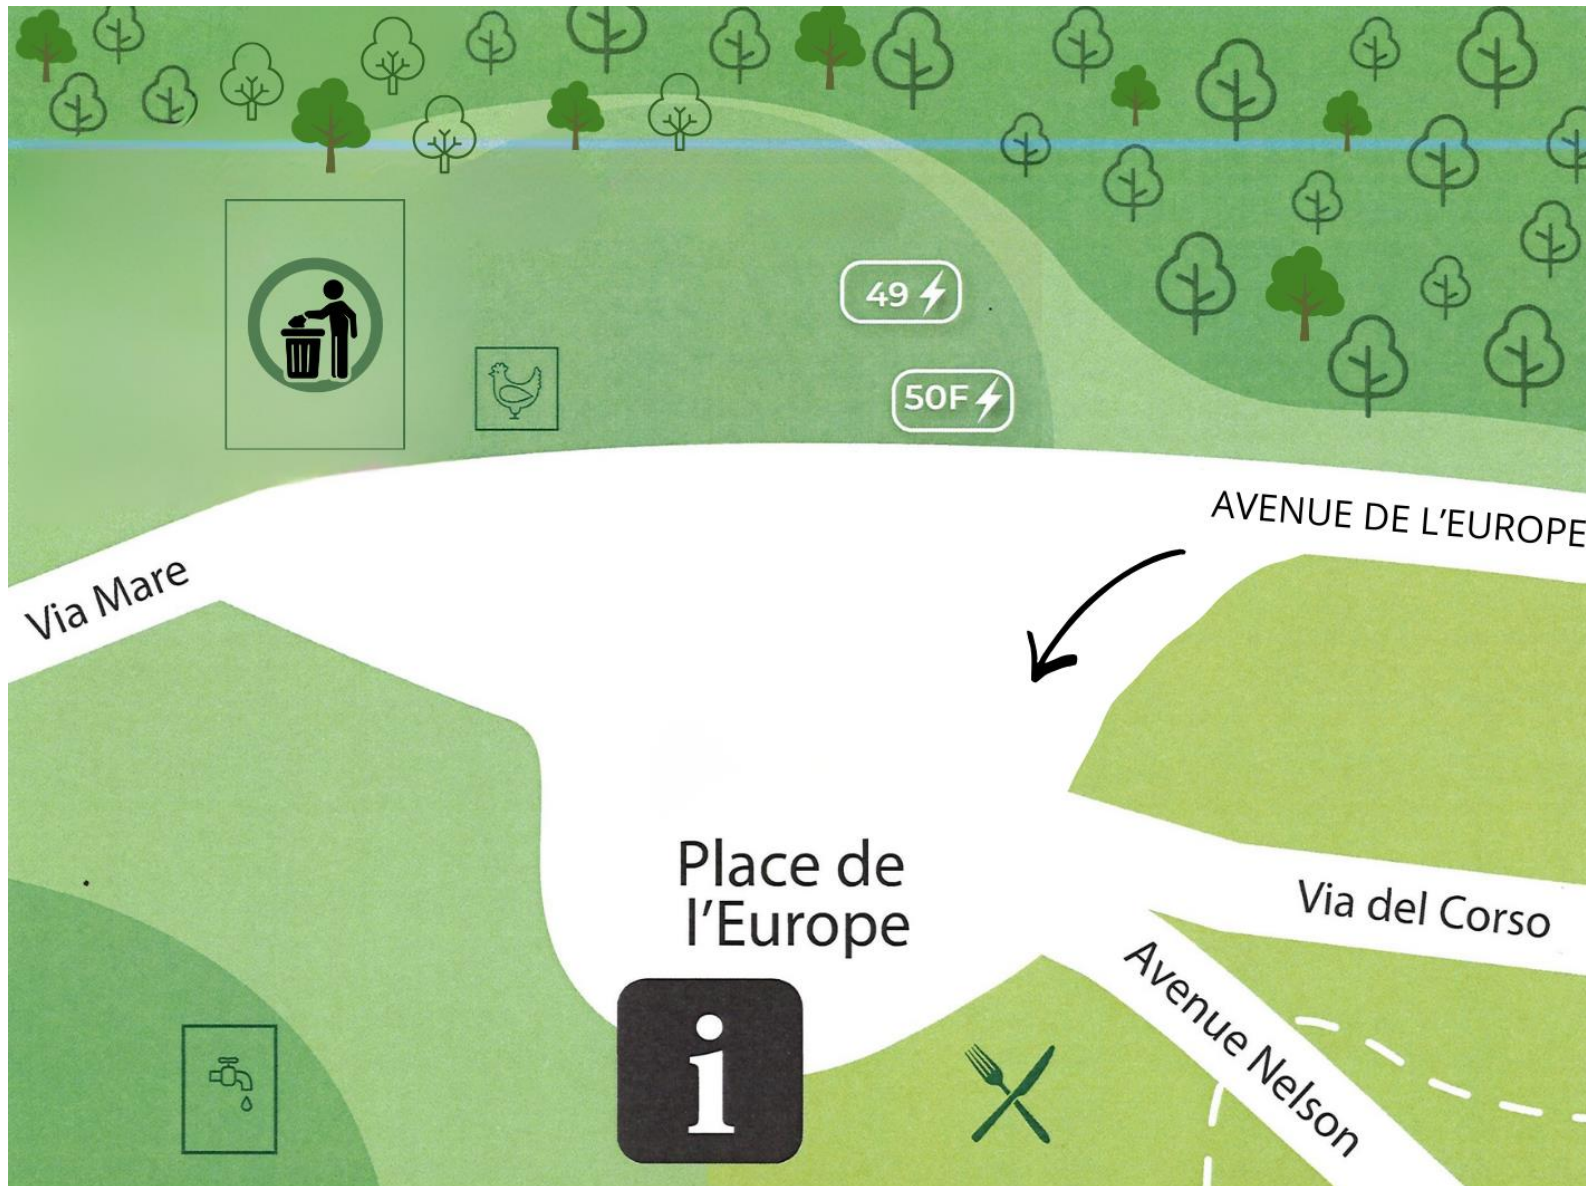 49
50F
AVENUE DE L'EUROPE
Via Mare
Place de
l'Europe
Via del Corso
Avenue Nelson
i